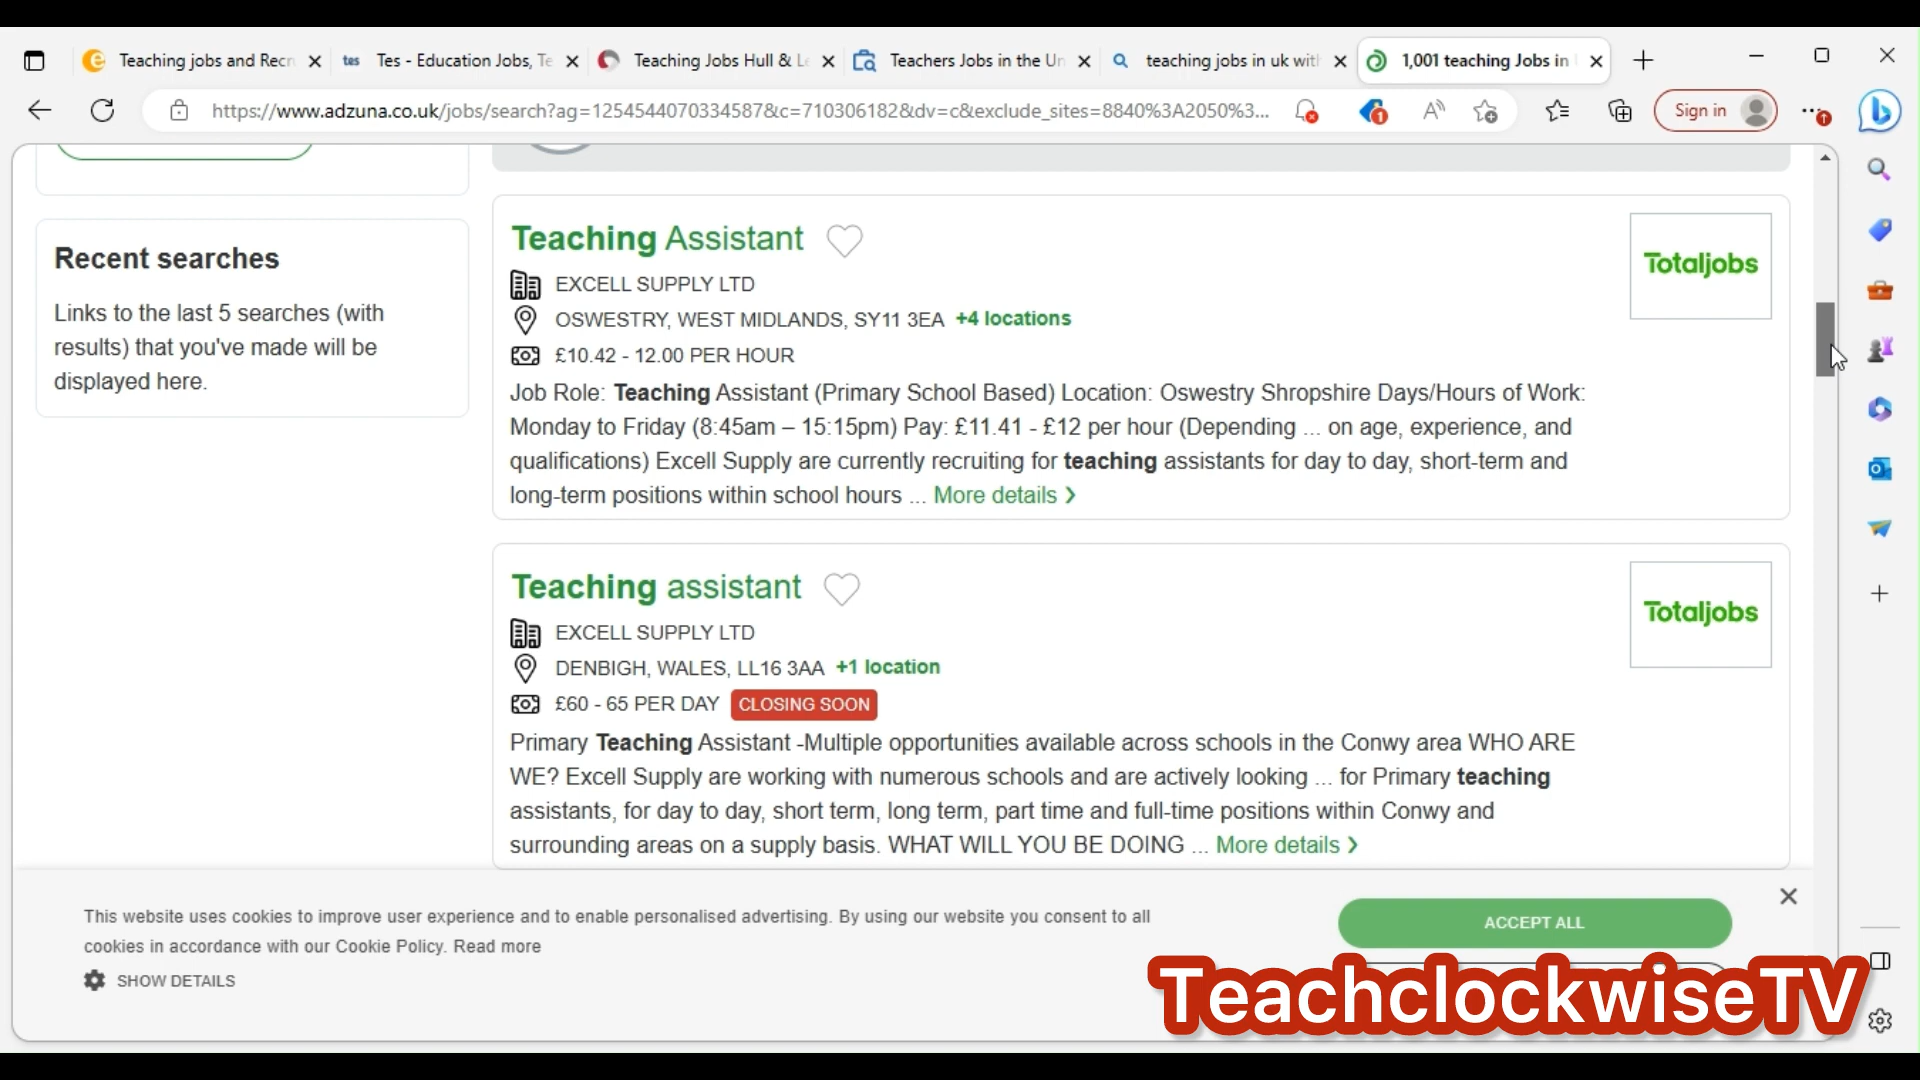 Teaching jobs and Recr
tes
Tes - Education Jobs, Te
Teaching Jobs Hull & Le
Teachers Jobs in the Un
teaching jobs in uk with
1,001 teaching Jobs in
https://www.adzuna.co.uk/jobs/search?ag=1254544070334587&c=710306182&dv=c&exclude_sites=8840%3A2050%3...
1
Sign in
Recent searches
Links to the last 5 searches (with
results) that you've made will be
displayed here.
Teaching Assistant
EXCELL SUPPLY LTD
OSWESTRY, WEST MIDLANDS, SY11 3EA +4 locations
£10.42 - 12.00 PER HOUR
Job Role: Teaching Assistant (Primary School Based) Location: Oswestry Shropshire Days/Hours of Work:
Monday to Friday (8:45am – 15:15pm) Pay: £11.41 - £12 per hour (Depending ... on age, experience, and
qualifications) Excell Supply are currently recruiting for teaching assistants for day to day, short-term and
long-term positions within school hours ... More details ❯
Totaljobs
Teaching assistant
EXCELL SUPPLY LTD
DENBIGH, WALES, LL16 3AA +1 location
£60 - 65 PER DAY CLOSING SOON
Primary Teaching Assistant -Multiple opportunities available across schools in the Conwy area WHO ARE
WE? Excell Supply are working with numerous schools and are actively looking ... for Primary teaching
assistants, for day to day, short term, long term, part time and full-time positions within Conwy and
surrounding areas on a supply basis. WHAT WILL YOU BE DOING ... More details ❯
Totaljobs
This website uses cookies to improve user experience and to enable personalised advertising. By using our website you consent to all
cookies in accordance with our Cookie Policy. Read more
SHOW DETAILS
ACCEPT ALL
TeachclockwiseTV